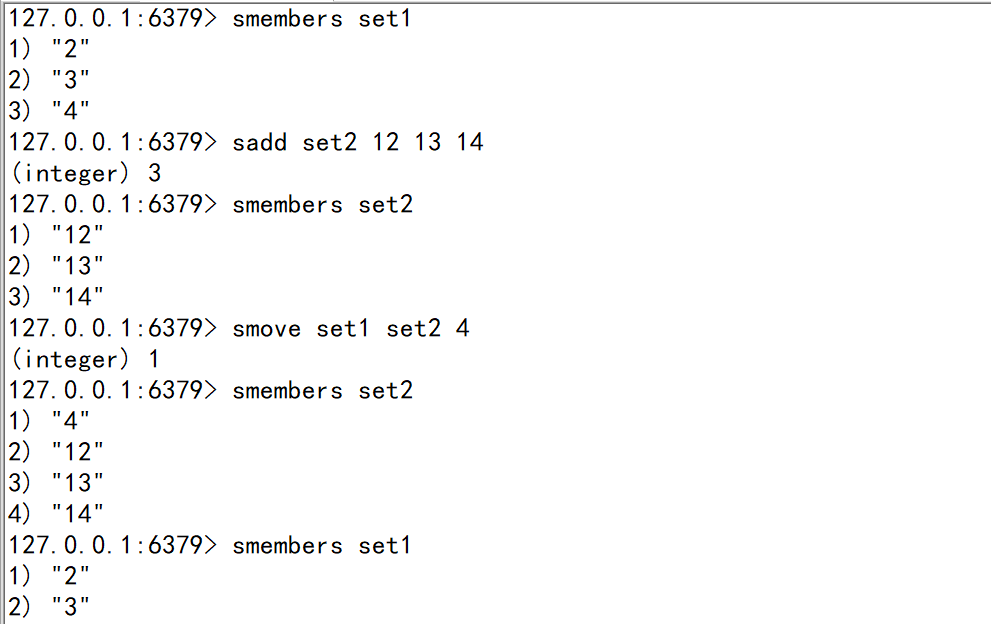 127.0.0.1:6379> smembers set1
1) "2"
2) "3"
3) "4"
127.0.0.1:6379> sadd set2 12 13 14
(integer) 3
127.0.0.1:6379> smembers set2
1) "12"
2) "13"
3) "14"
127.0.0.1:6379> smove set1 set2 4
(integer) 1
127.0.0.1:6379> smembers set2
1) "4"
2) "12"
3) "13"
4) "14"
127.0.0.1:6379> smembers set1
1) "2"
2) "3"